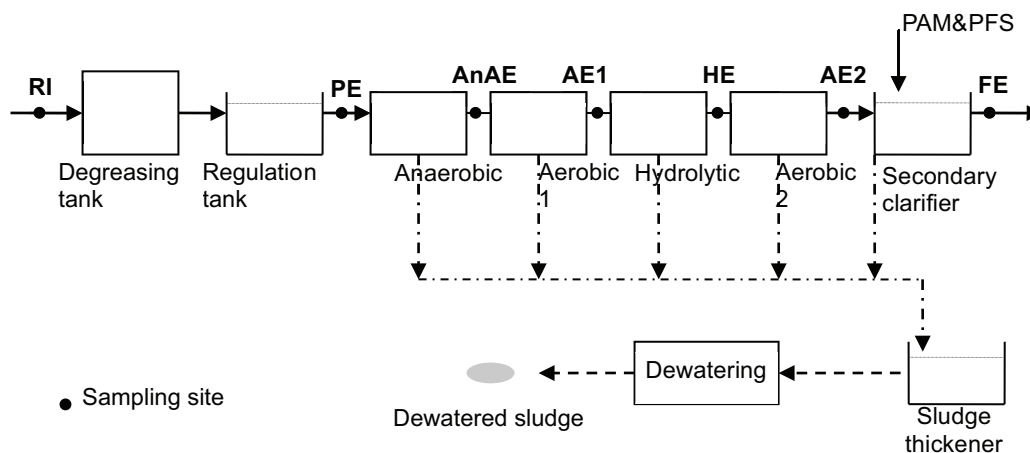 PAM&PFS
RI
PE
AnAE
AE1
HE
AE2
FE
Degreasing
tank
Regulation
tank
Anaerobic
Aerobic
1
Hydrolytic
Aerobic
2
Secondary
clarifier
Dewatering
Sampling site
Dewatered sludge
Sludge
thickener